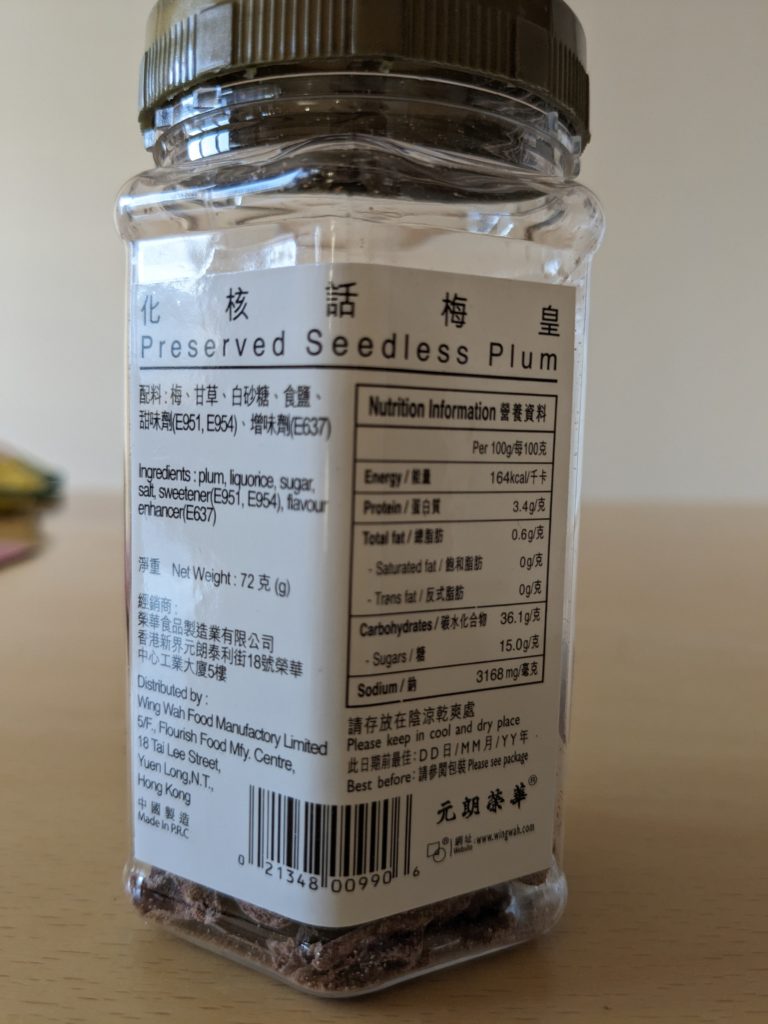 化核話梅皇
Preserved Seedless Plum
配料:梅、甘草、白砂糖、食鹽、
甜味劑(E951, E954)、增味劑(E637)
Ingredients : plum, liquorice, sugar,
salt, sweetener(E951, E954), flavour
enhancer(E637)
淨重 Net Weight : 72 克 (g)
經銷商 :
榮華食品製造業有限公司
香港新界元朗泰利街18號榮華
中心工業大廈5樓
Distributed by :
Wing Wah Food Manufactory Limited
5/F., Flourish Food Mfy. Centre,
18 Tai Lee Street,
Yuen Long,N.T.,
Hong Kong
中國製造
Made In P.R.C
0 21348 00990 6
Nutrition Information 營養資料
Per 100g/每100克
Energy / 能量 164kcal/千卡
Protein / 蛋白質 3.4g/克
Total fat / 總脂肪 0.6g/克
- Saturated fat / 飽和脂肪 0g/克
- Trans fat / 反式脂肪 0g/克
Carbohydrates / 碳水化合物 36.1g/克
- Sugars / 糖 15.0g/克
Sodium / 鈉 3168 mg/毫克
請存放在陰涼乾爽處
Please keep in cool and dry place
此日期前最佳 : DD日/MM月/YY年
Best before : 請參閱包裝 Please see package
元朗榮華®
® 網址 Website : www.wingwah.com